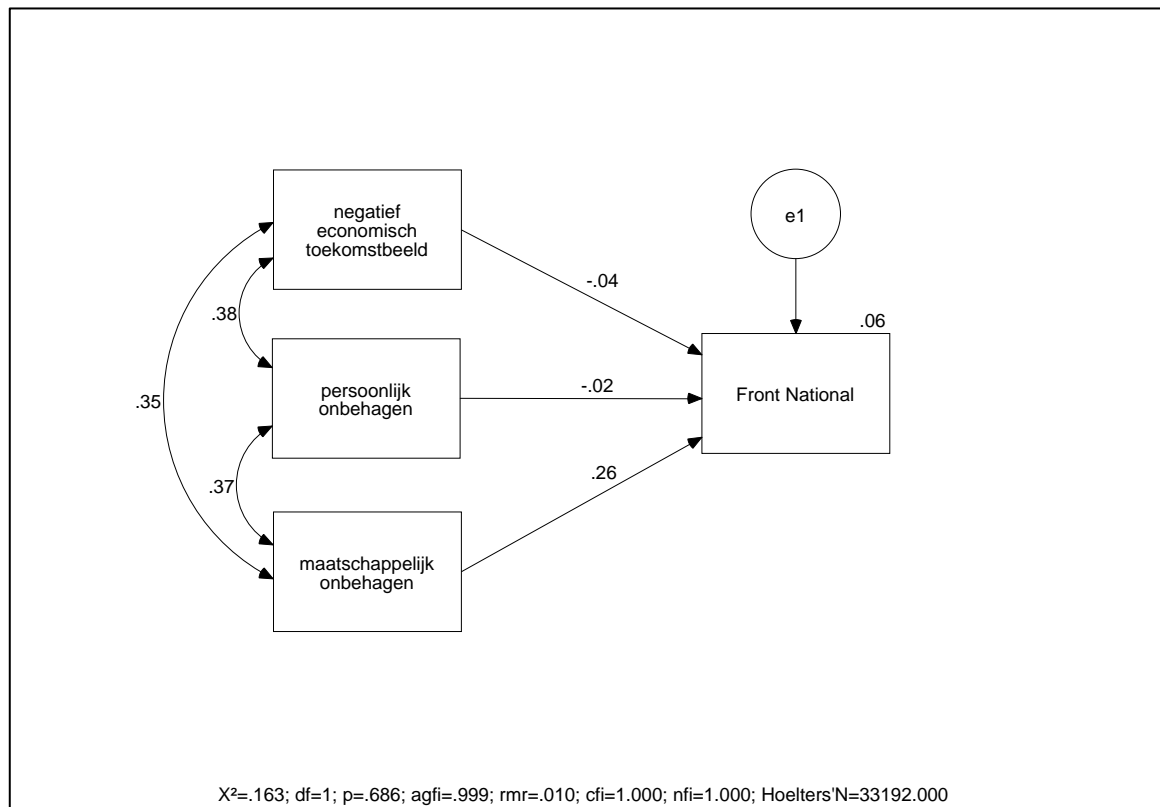 negatief
economisch
toekomstbeeld
e1
-.04
.38
.06
persoonlijk
onbehagen
-.02
Front National
.35
.26
.37
maatschappelijk
onbehagen
X²=.163; df=1; p=.686; agfi=.999; rmr=.010; cfi=1.000; nfi=1.000; Hoelters'N=33192.000